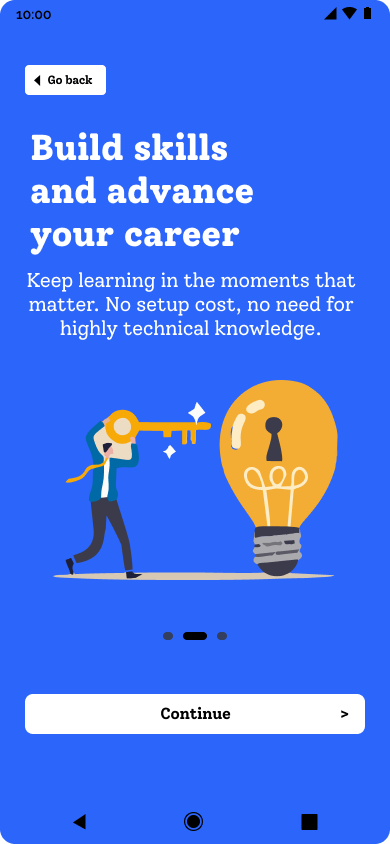 10:00
Go back
Build skills
and advance
your career
Keep learning in the moments that
matter. No setup cost, no need for
highly technical knowledge.
Continue >